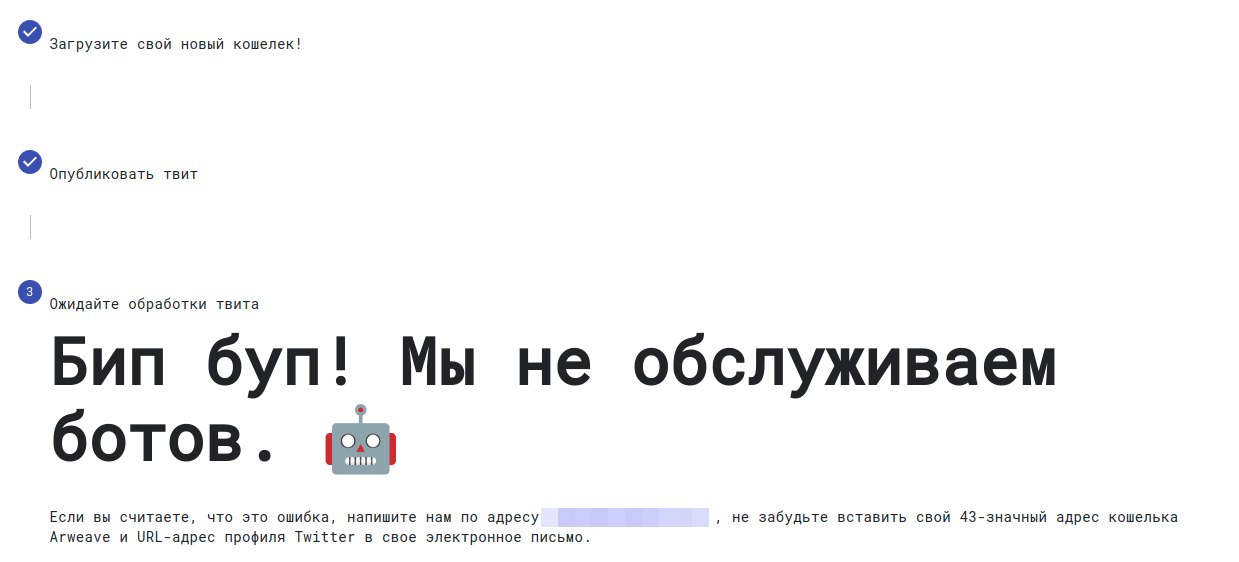 Загрузите свой новый кошелек!
Опубликовать твит
3
Ожидайте обработки твита
Бип буп! Мы не обслуживаем
ботов.
Если вы считаете, что это ошибка, напишите нам по адресу , не забудьте вставить свой 43-значный адрес кошелька
Arweave и URL-адрес профиля Twitter в свое электронное письмо.